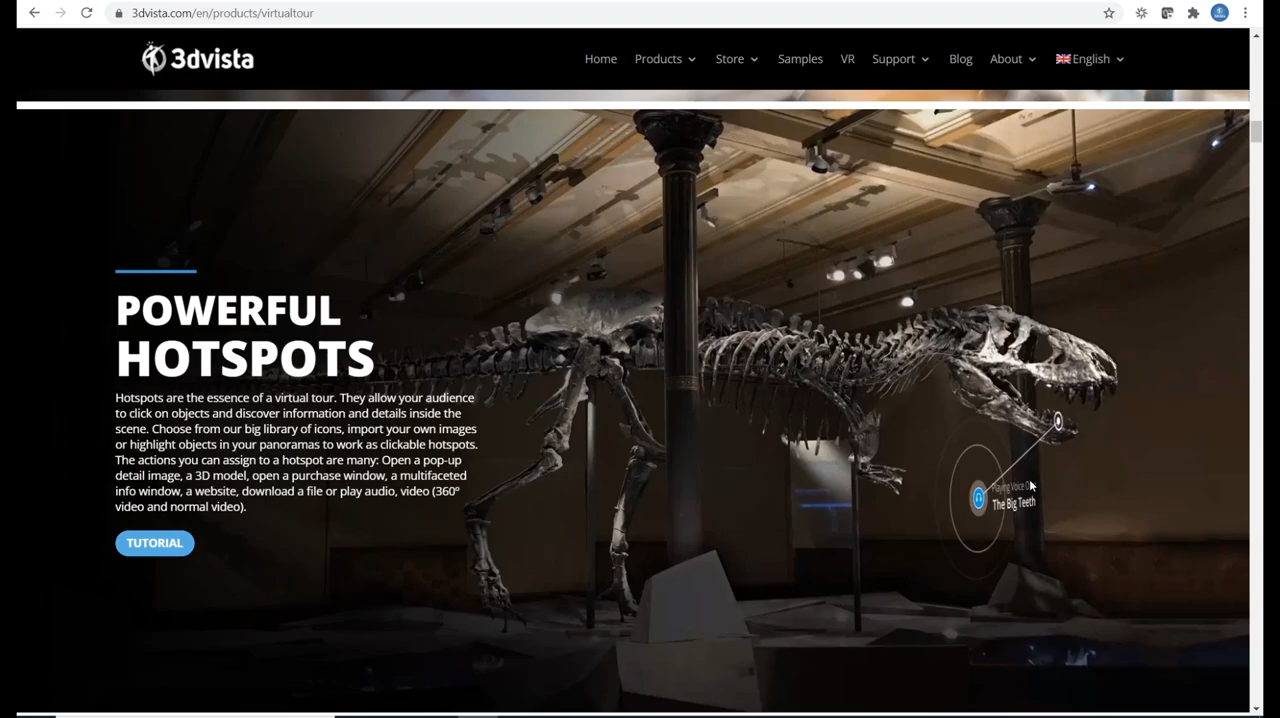 3dvista.com/en/products/virtualtour
3dvista
Home Products Store Samples VR Support Blog About English
POWERFUL
HOTSPOTS
Hotspots are the essence of a virtual tour. They allow your audience
to click on objects and discover information and details inside the
scene. Choose from our big library of icons, import your own images
or highlight objects in your panoramas to work as clickable hotspots.
The actions you can assign to a hotspot are many: Open a pop-up
detail image, a 3D model, open a purchase window, a multifaceted
info window, a website, download a file or play audio, video (360º
video and normal video).
TUTORIAL
Playing Voice
The Big Teeth